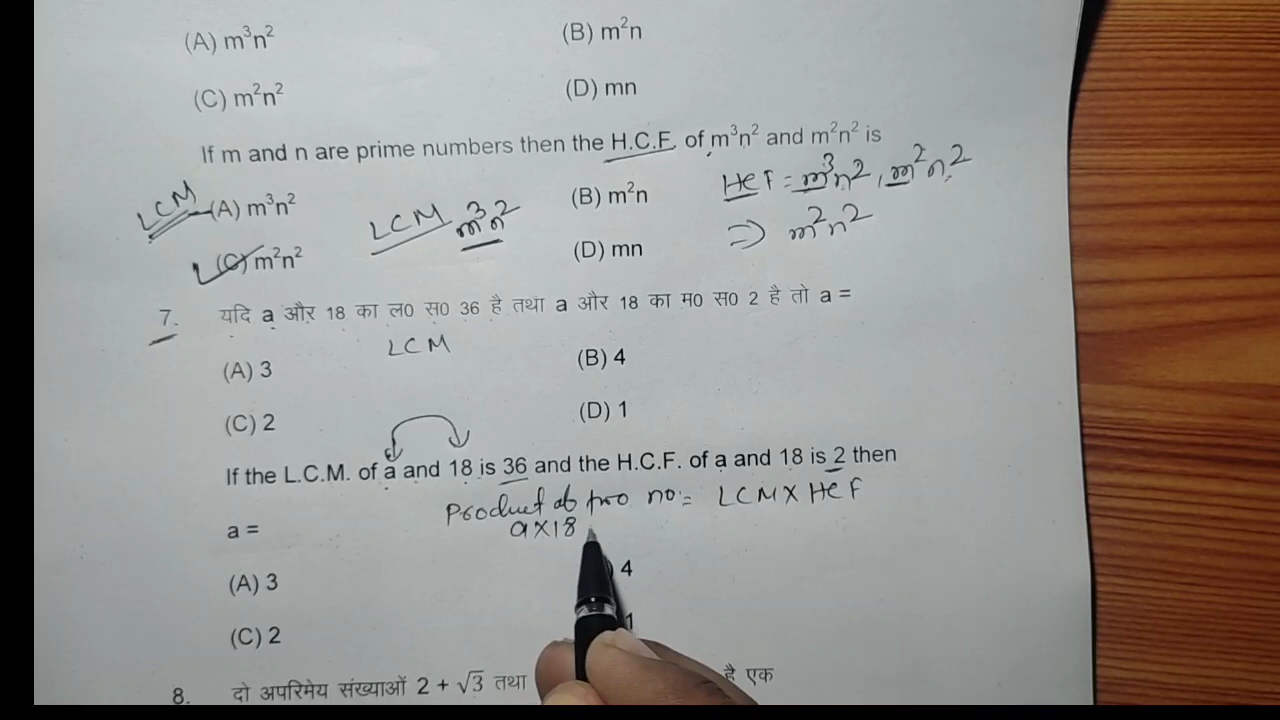 (A) m³n² (B) m²n
(C) m²n² (D) mn
If m and n are prime numbers then the H.C.F. of m³n² and m²n² is
LCM (A) m³n² LCM m³n² (B) m²n HCF = m³n², m²n²
(C) m²n² (D) mn ⇒ m²n²
7. यदि a और 18 का ल0 स0 36 है तथा a और 18 का म0 स0 2 है तो a =
LCM
(A) 3 (B) 4
(C) 2 (D) 1
If the L.C.M. of a and 18 is 36 and the H.C.F. of a and 18 is 2 then
Product of two no = LCM X HCF
a = a X 18
(A) 3 ) 4
(C) 2 1
8. दो अपरिमेय संख्याओं 2 + √3 तथा है एक